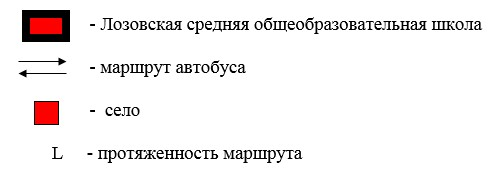 - Лозовская средняя общеобразовательная школа
- маршрут автобуса
- село
L - протяженность маршрута